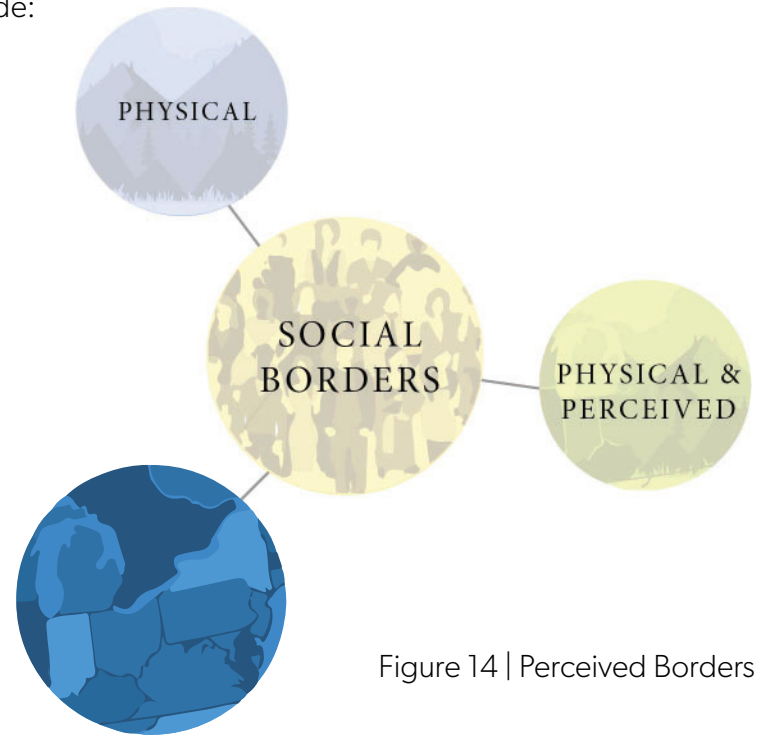 de:
PHYSICAL
SOCIAL
BORDERS
PHYSICAL &
PERCEIVED
Figure 14 | Perceived Borders